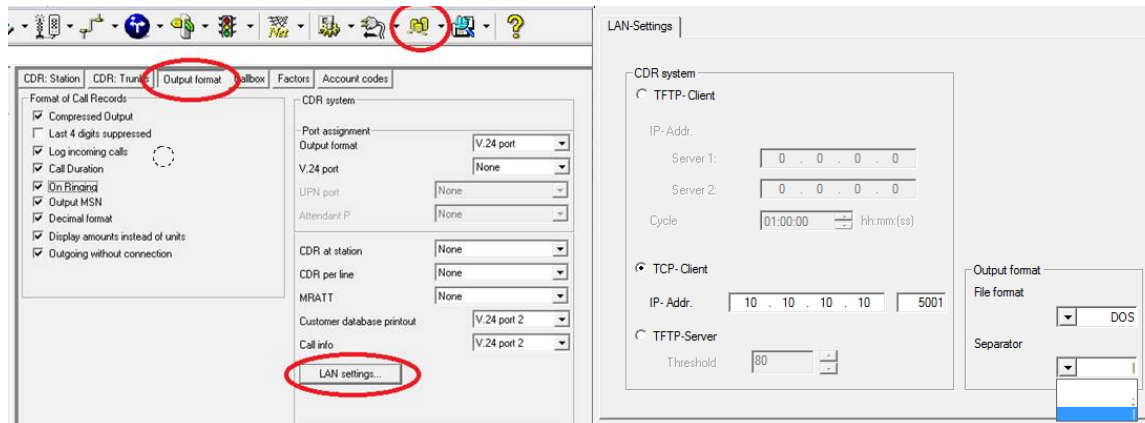 Net
?
CDR: Station CDR: Trunks Output format Callbox Factors Account codes
Format of Call Records
Compressed Output
Last 4 digits suppressed
Log incoming calls
Call Duration
On Ringing
Output MSN
Decimal format
Display amounts instead of units
Outgoing without connection
CDR system
Port assignment
Output format V.24 port
V.24 port None
UPN port None
Attendant P None
CDR at station None
CDR per line None
MRATT None
Customer database printout V.24 port 2
Call info V.24 port 2
LAN settings...
LAN-Settings
CDR system
TFTP-Client
IP-Addr.
Server 1: 0 . 0 . 0 . 0
Server 2: 0 . 0 . 0 . 0
Cycle 01:00:00 hh:mm:(ss)
TCP-Client
IP-Addr. 10 . 10 . 10 . 10 5001
TFTP-Server
Threshold 80
Output format
File format
DOS
Separator
|
;
|